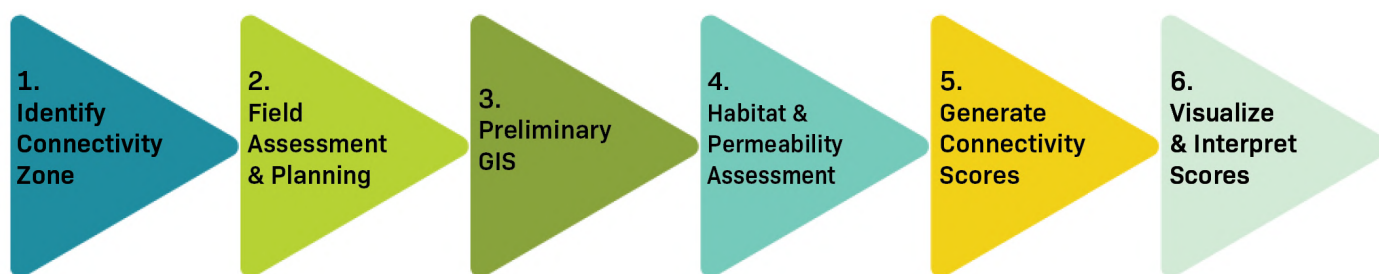 1.
Identify
Connectivity
Zone
2.
Field
Assessment
& Planning
3.
Preliminary
GIS
4.
Habitat &
Permeability
Assessment
5.
Generate
Connectivity
Scores
6.
Visualize
& Interpret
Scores